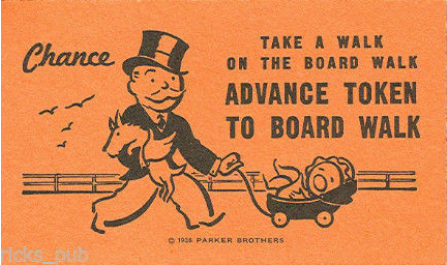 Chance
TAKE A WALK
ON THE BOARD WALK
ADVANCE TOKEN
TO BOARD WALK
© 1936 PARKER BROTHERS
ricks_pub